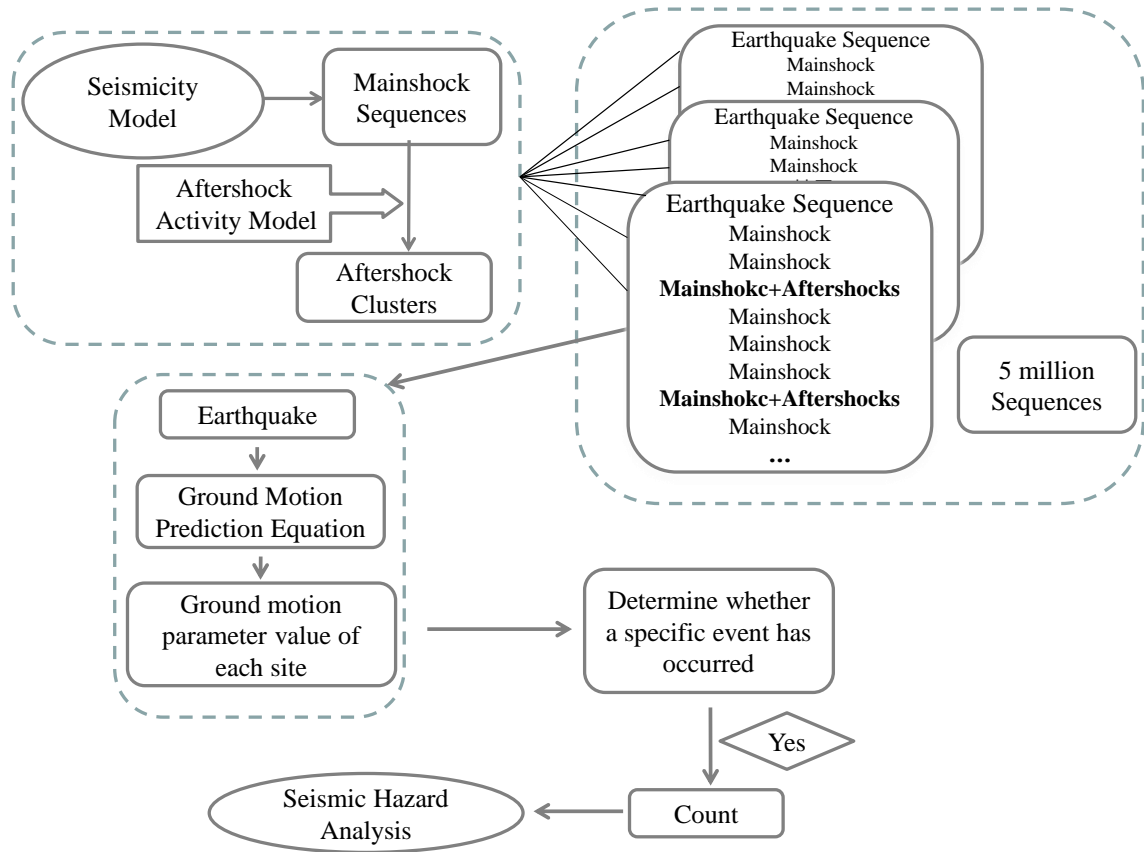 Seismicity
Model
Mainshock
Sequences
Aftershock
Activity Model
Aftershock
Clusters
Earthquake Sequence
Mainshock
Mainshock
Earthquake Sequence
Mainshock
Mainshock
Earthquake Sequence
Mainshock
Mainshock
Mainshokc+Aftershocks
Mainshock
Mainshock
Mainshock
Mainshokc+Aftershocks
Mainshock
...
5 million
Sequences
Earthquake
Ground Motion
Prediction Equation
Ground motion
parameter value of
each site
Determine whether
a specific event has
occurred
Yes
Count
Seismic Hazard
Analysis